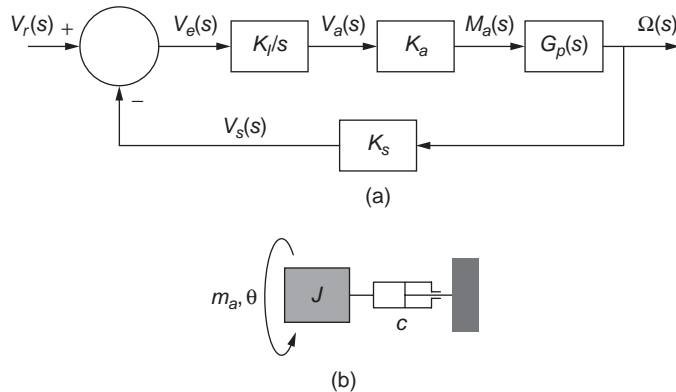 V_r(s) + V_e(s) K_I/s V_a(s) K_a M_a(s) G_p(s) Ω(s)
−
V_s(s) K_s
(a)
m_a, θ J
c
(b)